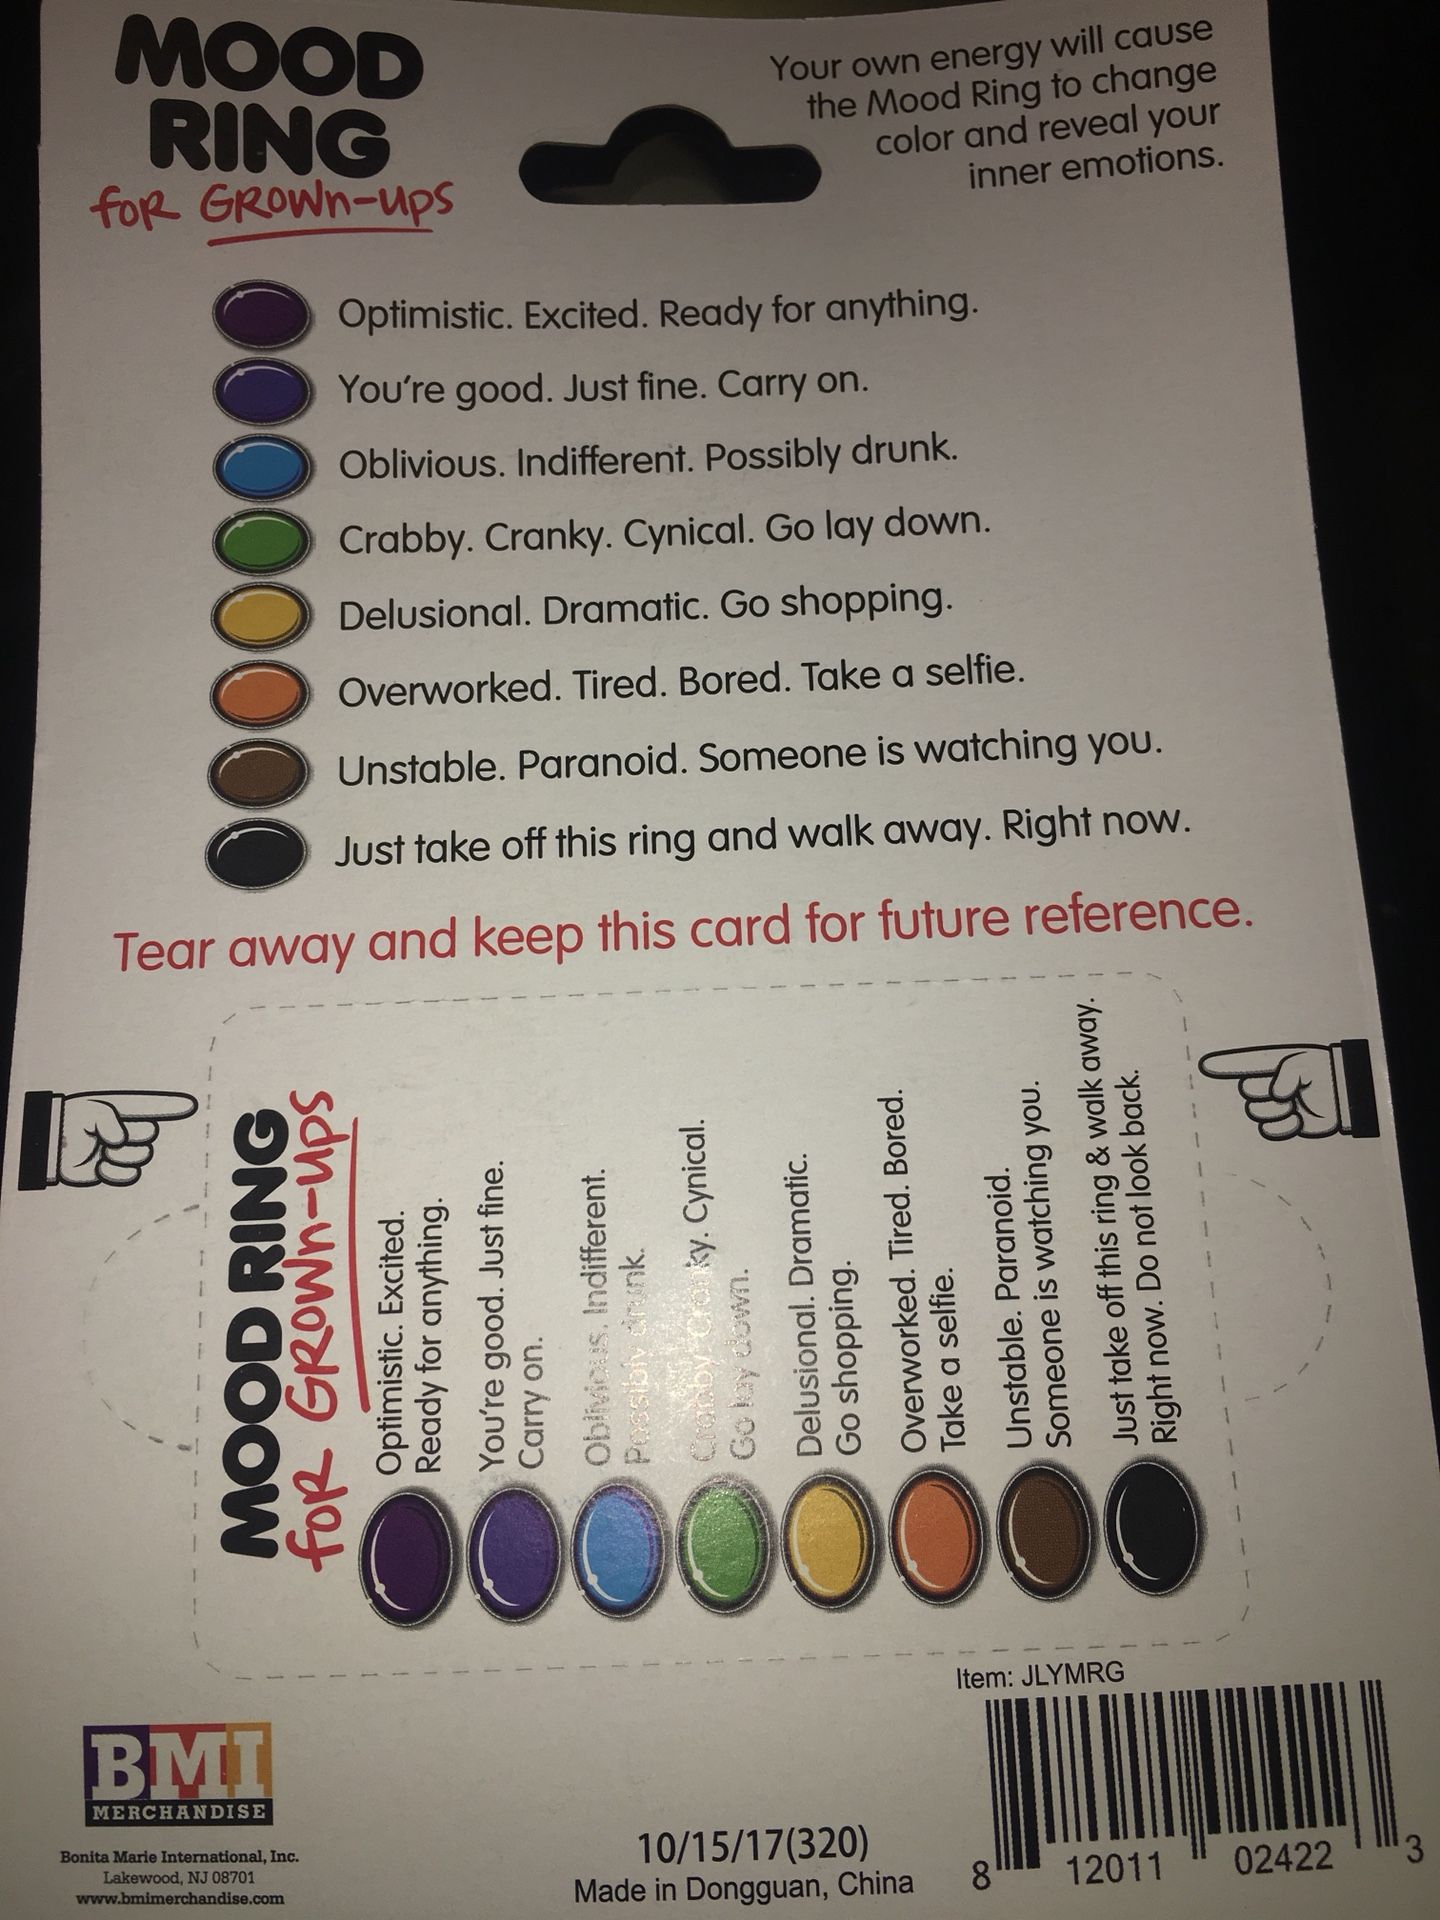 MOOD
RING
for GROWN-UPS
Your own energy will cause
the Mood Ring to change
color and reveal your
inner emotions.
Optimistic. Excited. Ready for anything.
You're good. Just fine. Carry on.
Oblivious. Indifferent. Possibly drunk.
Crabby. Cranky. Cynical. Go lay down.
Delusional. Dramatic. Go shopping.
Overworked. Tired. Bored. Take a selfie.
Unstable. Paranoid. Someone is watching you.
Just take off this ring and walk away. Right now.
Tear away and keep this card for future reference.
MOOD RING
for GROWN-UPS
Optimistic. Excited.
Ready for anything.
You're good. Just fine.
Carry on.
Oblivious. Indifferent.
Possibly drunk.
Crabby. Cranky. Cynical.
Go lay down.
Delusional. Dramatic.
Go shopping.
Overworked. Tired. Bored.
Take a selfie.
Unstable. Paranoid.
Someone is watching you.
Just take off this ring & walk away.
Right now. Do not look back.
BMI
MERCHANDISE
Bonita Marie International, Inc.
Lakewood, NJ 08701
www.bmimerchandise.com
10/15/17(320)
Made in Dongguan, China
Item: JLYMRG
8 12011 02422 3